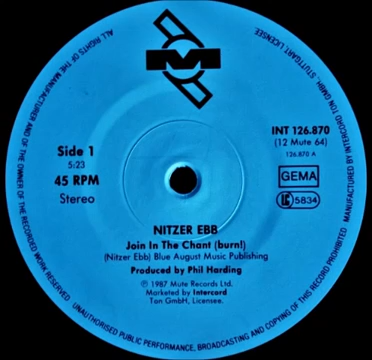 ALL RIGHTS OF THE MANUFACTURER AND OF THE OWNER OF THE RECORDED WORK RESERVED
UNAUTHORISED PUBLIC PERFORMANCE, BROADCASTING AND COPYING OF THIS RECORD PROHIBITED
MANUFACTURED BY INTERCORD TON GMBH, STUTTGART, LICENSEE.
M
Side 1
5:23
45 RPM
Stereo
INT 126.870
(12 Mute 64)
126.870 A
GEMA
LC 5834
NITZER EBB
Join In The Chant (burn!)
(Nitzer Ebb) Blue August Music Publishing
Produced by Phil Harding
℗ 1987 Mute Records Ltd.
Marketed by Intercord
Ton GmbH, Licensee.